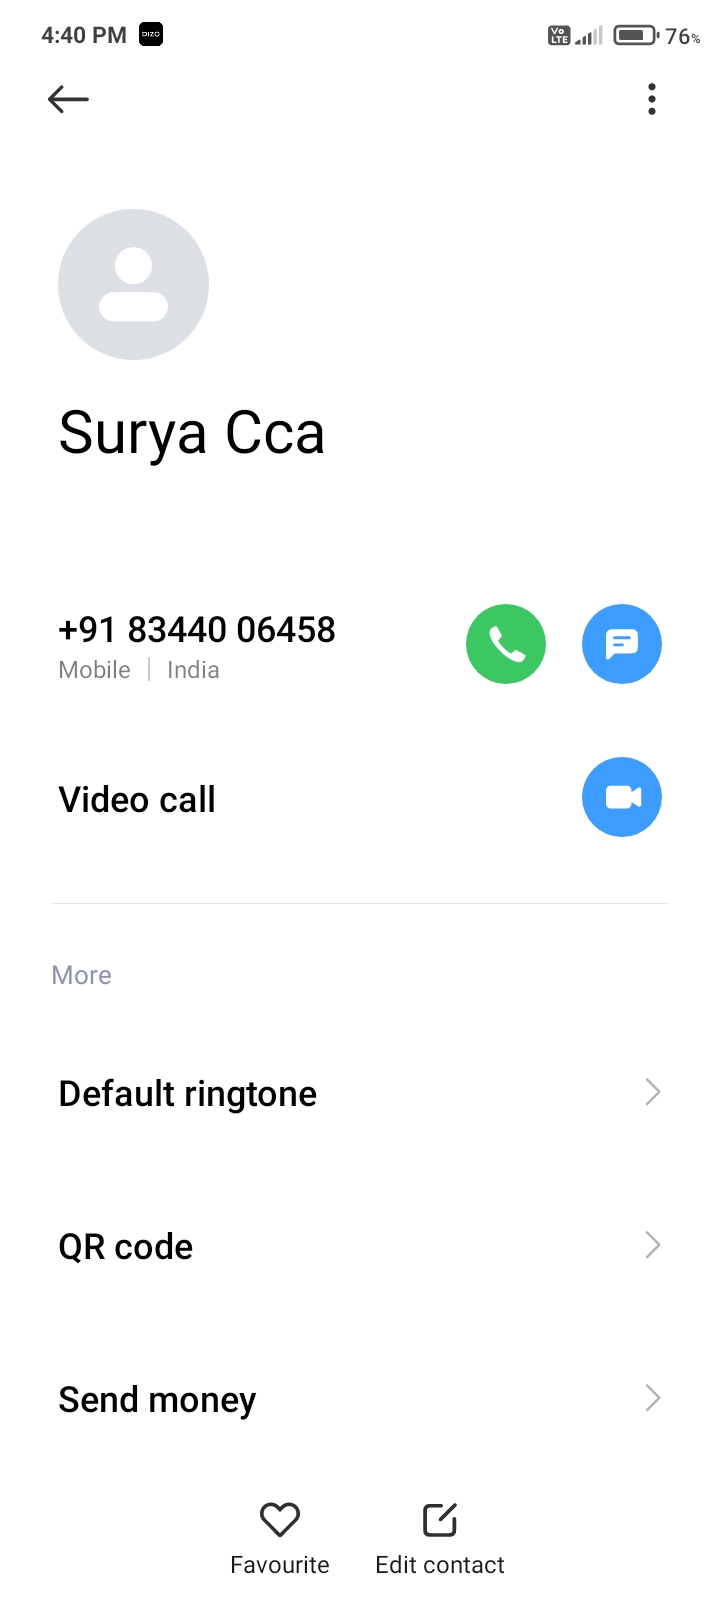 4:40 PM DIZO Vo LTE 76%
Surya Cca
+91 83440 06458
Mobile | India
Video call
More
Default ringtone
QR code
Send money
Favourite Edit contact